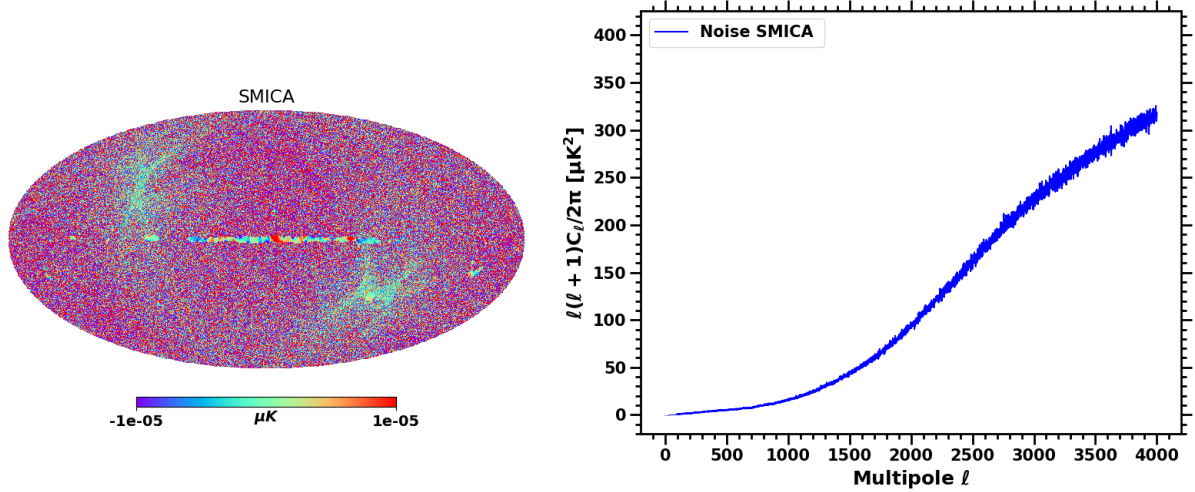 SMICA
-1e-05 1e-05
μK
Noise SMICA
ℓ(ℓ + 1)Cℓ/2π [μK²]
400
350
300
250
200
150
100
50
0
0 500 1000 1500 2000 2500 3000 3500 4000
Multipole ℓ